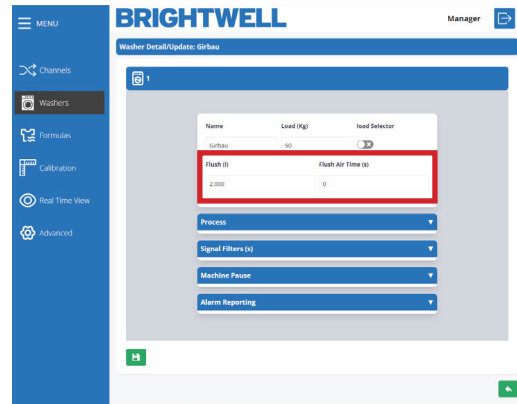 MENU
BRIGHTWELL
Manager
Washer Detail/Update: Girbau
Channels
Washers
Formulas
Calibration
Real Time View
Advanced
1
Name Load (Kg) load Selector
Girbau 50
Flush (l) Flush Air Time (s)
2.000 0
Process
Signal Filters (s)
Machine Pause
Alarm Reporting